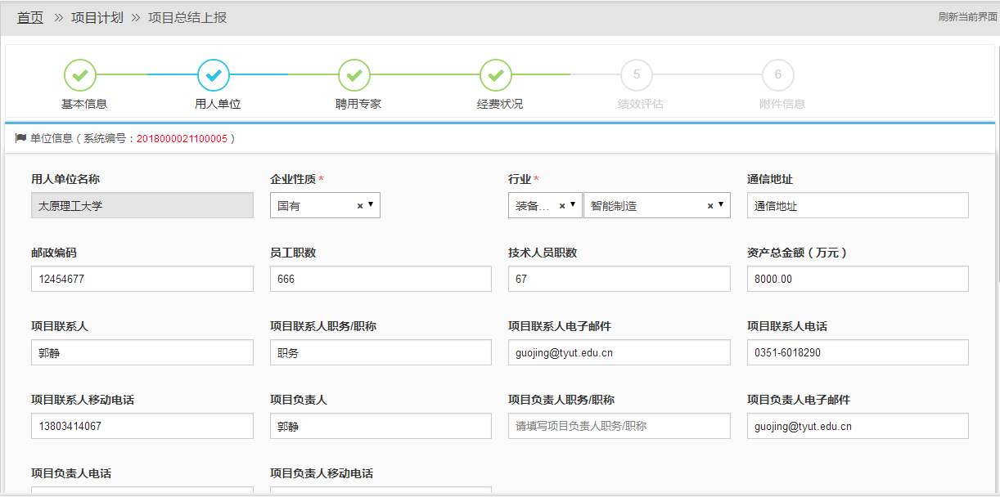 首页 >> 项目计划 >> 项目总结上报
刷新当前界面
5 6
基本信息 用人单位 聘用专家 经费状况 绩效评估 附件信息
单位信息（系统编号：2018000021100005）
用人单位名称 企业性质* 行业* 通信地址
太原理工大学 国有 × ▼ 装备... × ▼ 智能制造 × ▼ 通信地址
邮政编码 员工职数 技术人员职数 资产总金额（万元）
12454677 666 67 8000.00
项目联系人 项目联系人职务/职称 项目联系人电子邮件 项目联系人电话
郭静 职务 guojing@tyut.edu.cn 0351-6018290
项目联系人移动电话 项目负责人 项目负责人职务/职称 项目负责人电子邮件
13803414067 郭静 请填写项目负责人职务/职称 guojing@tyut.edu.cn
项目负责人电话 项目负责人移动电话